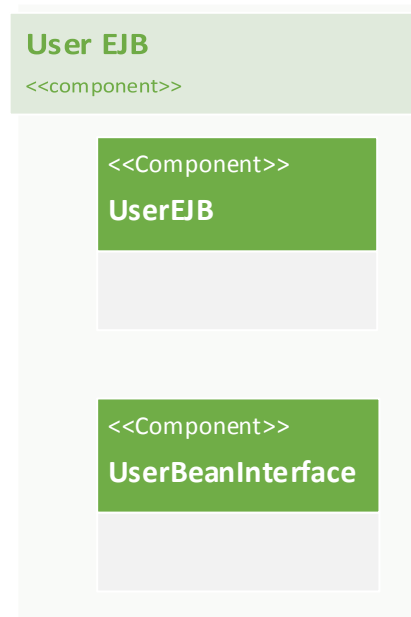 User EJB
<<component>>
<<Component>>
UserEJB
<<Component>>
UserBeanInterface